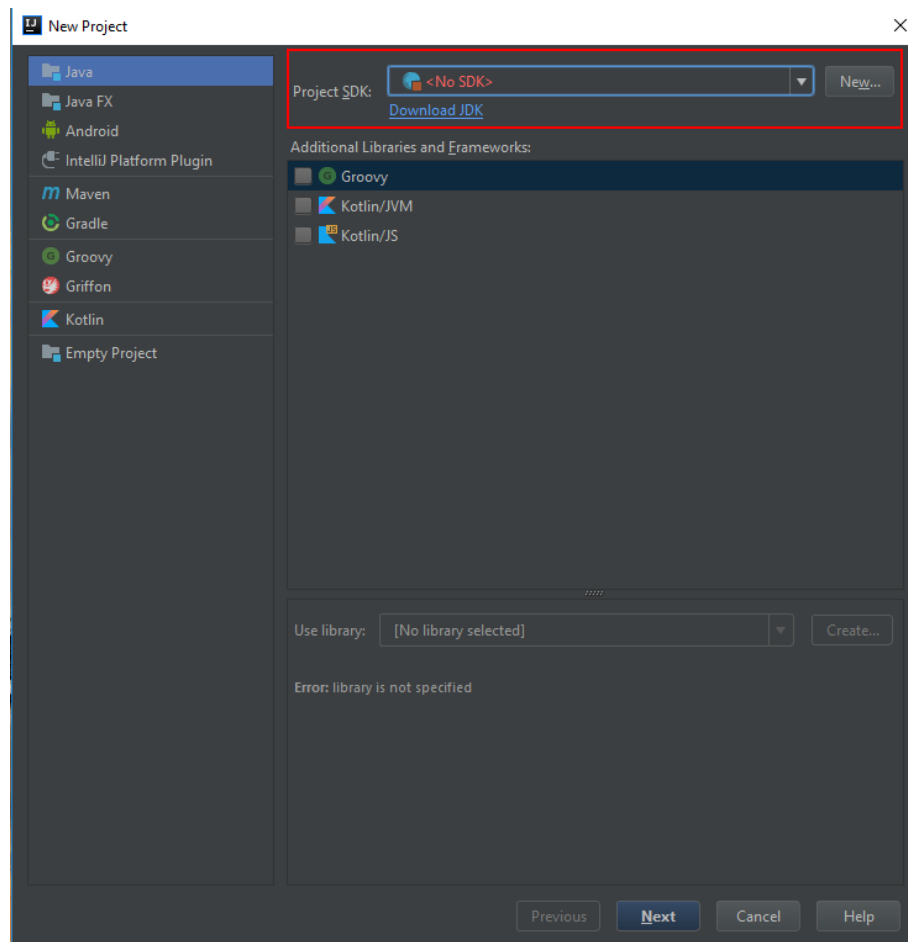 New Project
Java
Java FX
Android
IntelliJ Platform Plugin
Maven
Gradle
Groovy
Griffon
Kotlin
Empty Project
Project SDK: <No SDK> New...
Download JDK
Additional Libraries and Frameworks:
Groovy
Kotlin/JVM
Kotlin/JS
Use library: [No library selected] Create...
Error: library is not specified
Previous Next Cancel Help